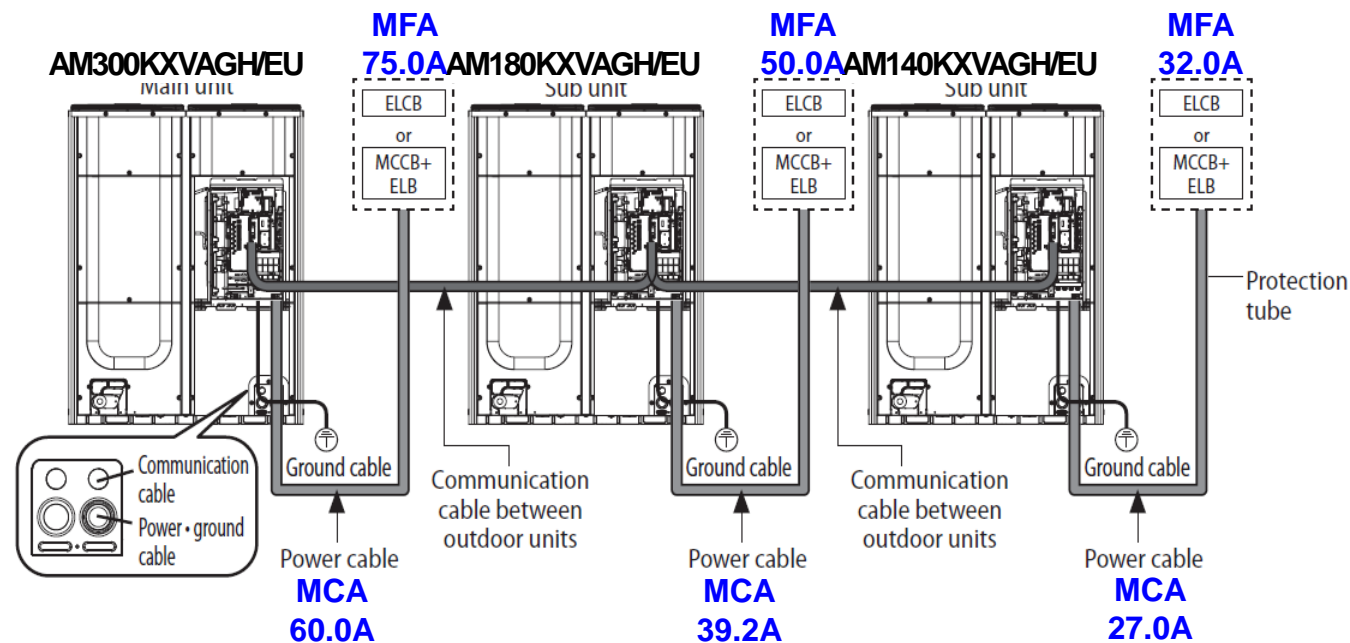 MFA
75.0A
MFA
50.0A
MFA
32.0A
AM300KXVAGH/EU
AM180KXVAGH/EU
AM140KXVAGH/EU
Main unit
Sub unit
Sub unit
ELCB
or
MCCB+
ELB
ELCB
or
MCCB+
ELB
ELCB
or
MCCB+
ELB
Protection
tube
Communication
cable
Power • ground
cable
Ground cable
Communication
cable between
outdoor units
Ground cable
Communication
cable between
outdoor units
Ground cable
Power cable
MCA
60.0A
Power cable
MCA
39.2A
Power cable
MCA
27.0A